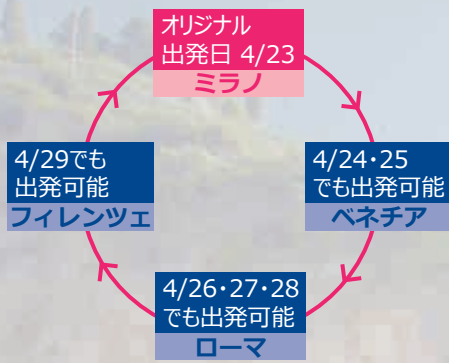 オリジナル
出発日 4/23
ミラノ
4/29でも
出発可能
フィレンツェ
4/24・25
でも出発可能
ベネチア
4/26・27・28
でも出発可能
ローマ